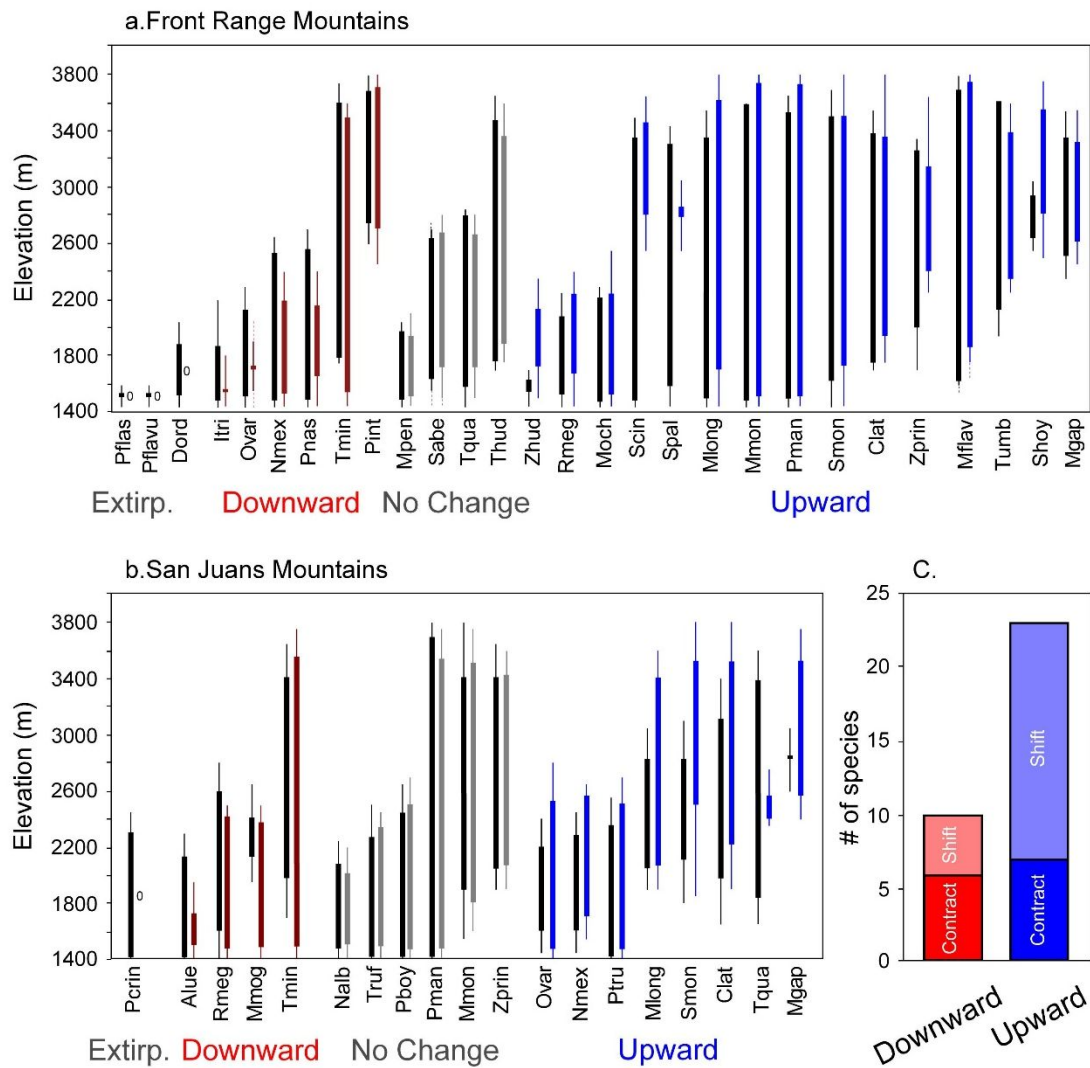 a.Front Range Mountains
Elevation (m)
3800
3400
3000
2600
2200
1800
1400
0 0 0
Pflas Pflavu Dord Itri Ovar Nmex Pnas Tmin Pint Mpen Sabe Tqua Thud Zhud Rmeg Moch Scin Spal Mlong Mmon Pman Smon Clat Zprin Mflav Tumb Shoy Mgap
Extirp. Downward No Change Upward
b.San Juans Mountains
Elevation (m)
3800
3400
3000
2600
2200
1800
1400
0
Pcrin Alue Rmeg Mmog Tmin Nalb Truf Pboy Pman Mmon Zprin Ovar Nmex Ptru Mlong Smon Clat Tqua Mgap
Extirp. Downward No Change Upward
C.
# of species
25
20
15
10
5
0
Shift
Contract
Shift
Contract
Downward
Upward